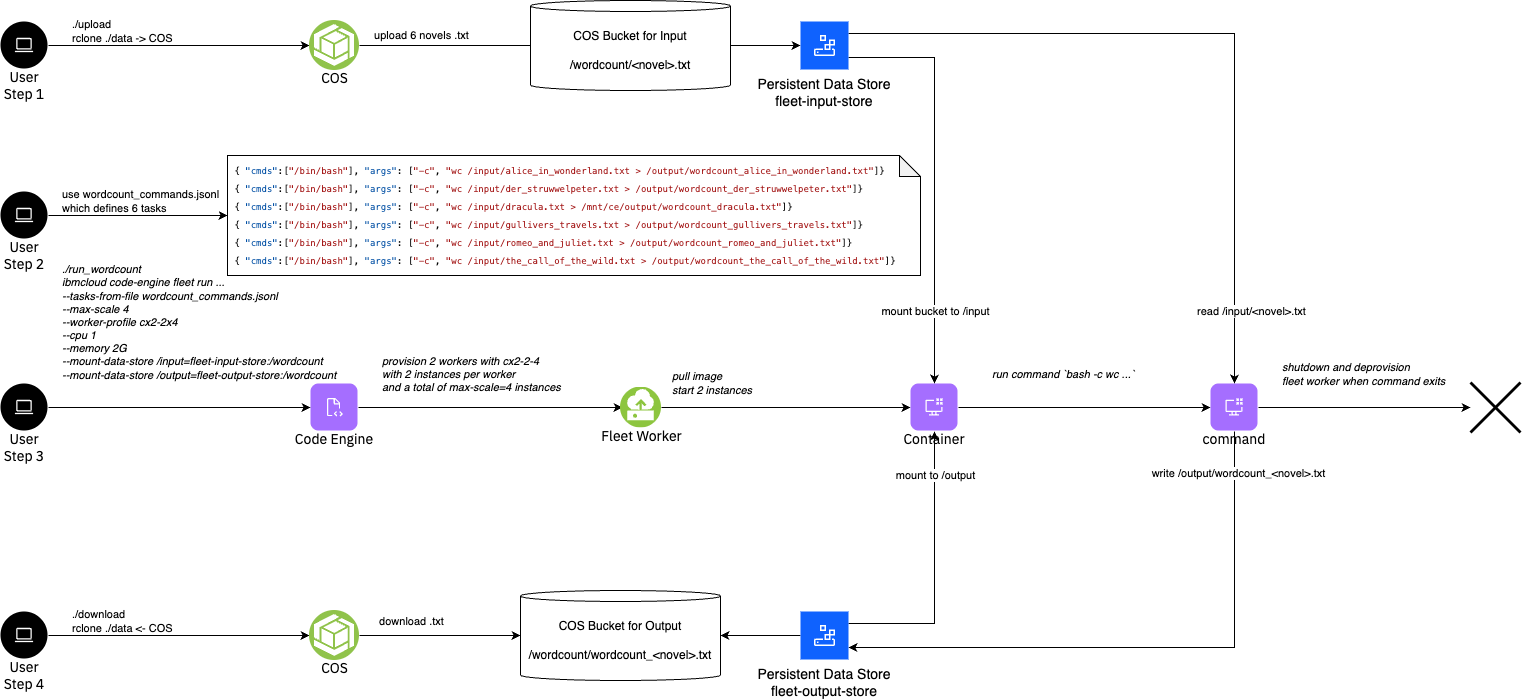 ./upload
rclone ./data -> COS
User
Step 1
COS
upload 6 novels .txt
COS Bucket for Input
/wordcount/<novel>.txt
Persistent Data Store
fleet-input-store
use wordcount_commands.jsonl
which defines 6 tasks
User
Step 2
{ "cmds":["/bin/bash"], "args": ["-c", "wc /input/alice_in_wonderland.txt > /output/wordcount_alice_in_wonderland.txt"]}
{ "cmds":["/bin/bash"], "args": ["-c", "wc /input/der_struwwelpeter.txt > /output/wordcount_der_struwwelpeter.txt"]}
{ "cmds":["/bin/bash"], "args": ["-c", "wc /input/dracula.txt > /mnt/ce/output/wordcount_dracula.txt"]}
{ "cmds":["/bin/bash"], "args": ["-c", "wc /input/gullivers_travels.txt > /output/wordcount_gullivers_travels.txt"]}
{ "cmds":["/bin/bash"], "args": ["-c", "wc /input/romeo_and_juliet.txt > /output/wordcount_romeo_and_juliet.txt"]}
{ "cmds":["/bin/bash"], "args": ["-c", "wc /input/the_call_of_the_wild.txt > /output/wordcount_the_call_of_the_wild.txt"]}
./run_wordcount
ibmcloud code-engine fleet run ...
--tasks-from-file wordcount_commands.jsonl
--max-scale 4
--worker-profile cx2-2x4
--cpu 1
--memory 2G
--mount-data-store /input=fleet-input-store:/wordcount
--mount-data-store /output=fleet-output-store:/wordcount
User
Step 3
Code Engine
provision 2 workers with cx2-2-4
with 2 instances per worker
and a total of max-scale=4 instances
Fleet Worker
pull image
start 2 instances
mount bucket to /input
Container
mount to /output
run command `bash -c wc ...`
read /input/<novel>.txt
command
write /output/wordcount_<novel>.txt
shutdown and deprovision
fleet worker when command exits
./download
rclone ./data <- COS
User
Step 4
COS
download .txt
COS Bucket for Output
/wordcount/wordcount_<novel>.txt
Persistent Data Store
fleet-output-store